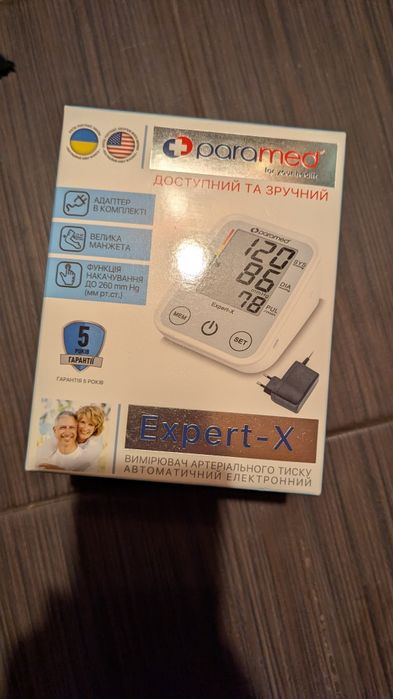 paramed
for your health
ДОСТУПНИЙ ТА ЗРУЧНИЙ
АДАПТЕР
В КОМПЛЕКТІ
ВЕЛИКА
МАНЖЕТА
ФУНКЦІЯ
НАКАЧУВАННЯ
ДО 260 mm Hg
(мм рт.ст.)
paramed
120 SYS
86 DIA
78 PUL
Expert-X
MEM
SET
5
РОКІВ
ГАРАНТІЇ
ГАРАНТІЯ 5 РОКІВ
Expert-X
ВИМІРЮВАЧ АРТЕРІАЛЬНОГО ТИСКУ
АВТОМАТИЧНИЙ ЕЛЕКТРОННИЙ